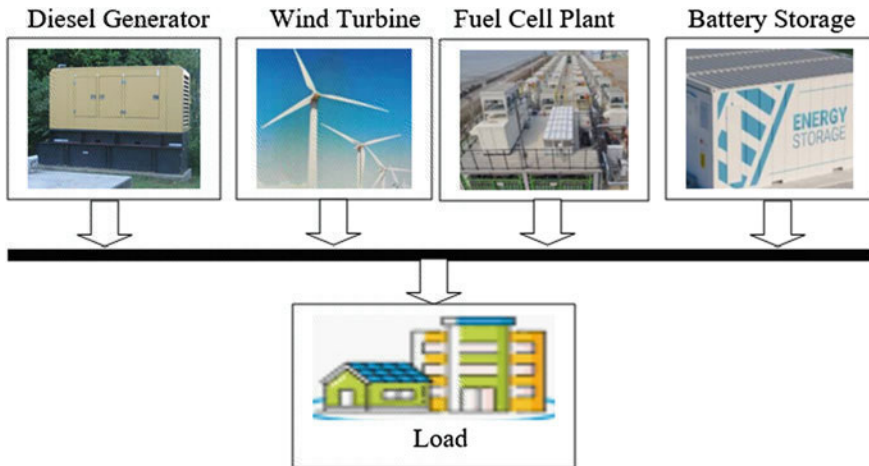 Diesel Generator
Wind Turbine
Fuel Cell Plant
Battery Storage
ENERGY
STORAGE
Load